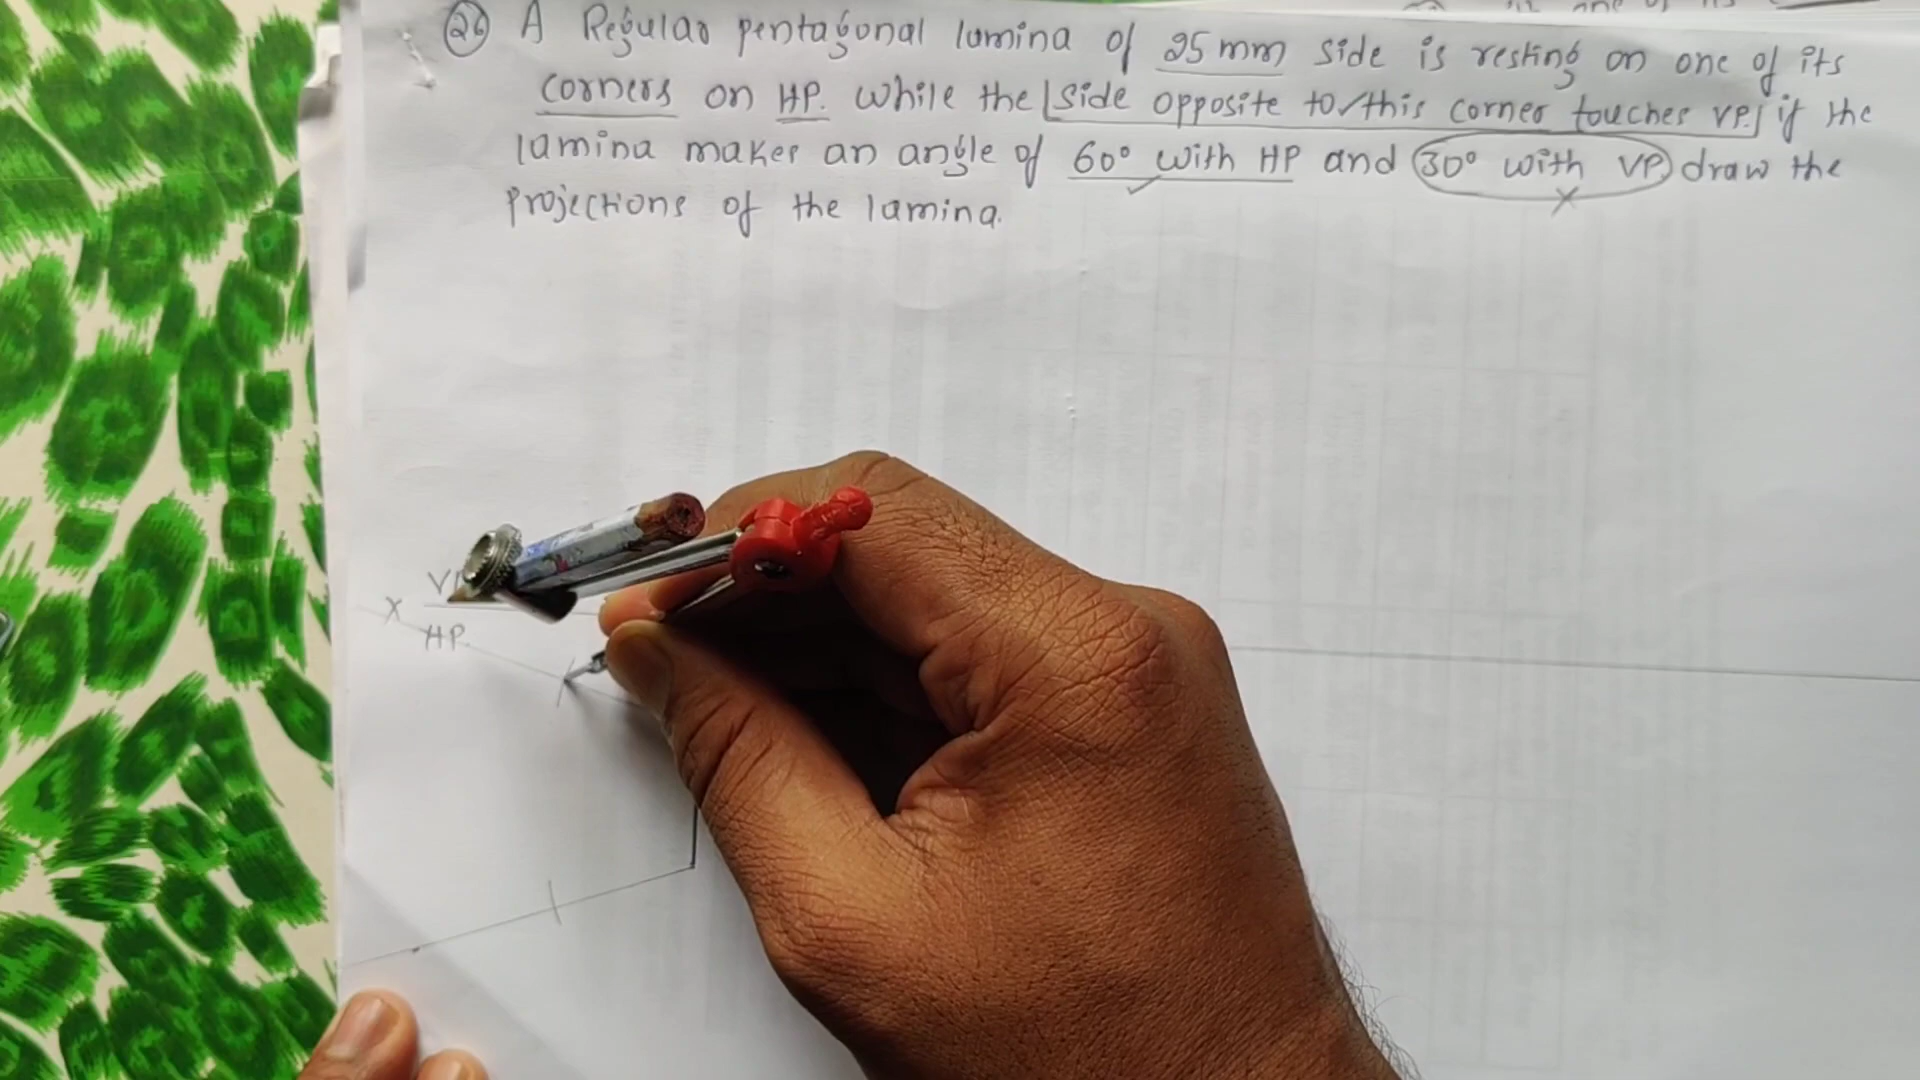 26 A Regular pentagonal lamina of 25mm side is resting on one of its
corners on HP. while the side opposite to this corner touches VP. if the
lamina makes an angle of 60° with HP and 30° with VP. draw the
projections of the lamina.
X
HP